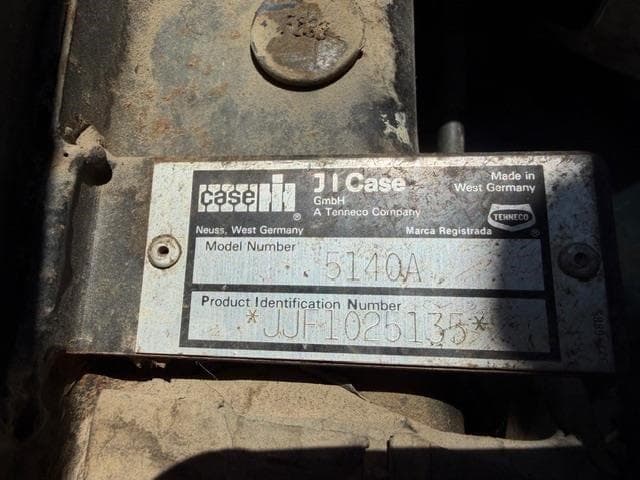 case IH ® J I Case Made in
GmbH West Germany
A Tenneco Company TENNECO
Neuss, West Germany Marca Registrada
Model Number
5140A
Product Identification Number
*JJF1025135*